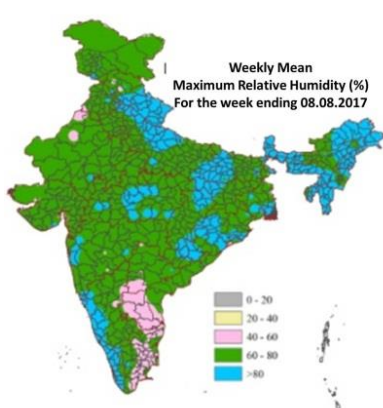 Weekly Mean
Maximum Relative Humidity (%)
For the week ending 08.08.2017
0 - 20
20 - 40
40 - 60
60 - 80
>80